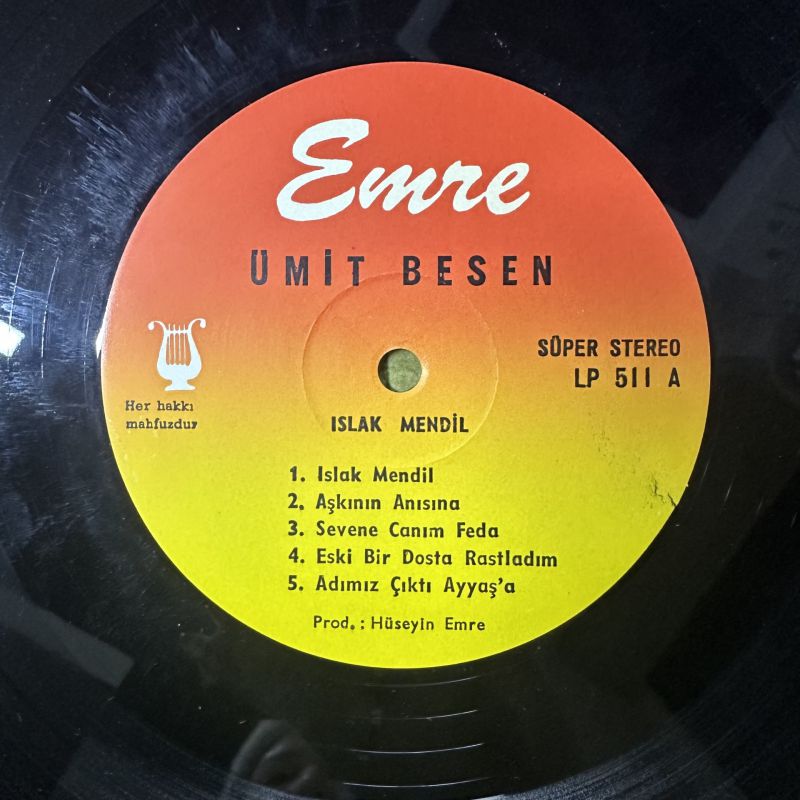 Emre
ÜMİT BESEN
SÜPER STEREO
LP 511 A
Her hakkı
mahfuzdur
ISLAK MENDİL
1. Islak Mendil
2. Aşkının Anısına
3. Sevene Canım Feda
4. Eski Bir Dosta Rastladım
5. Adımız Çıktı Ayyaş'a
Prod. : Hüseyin Emre